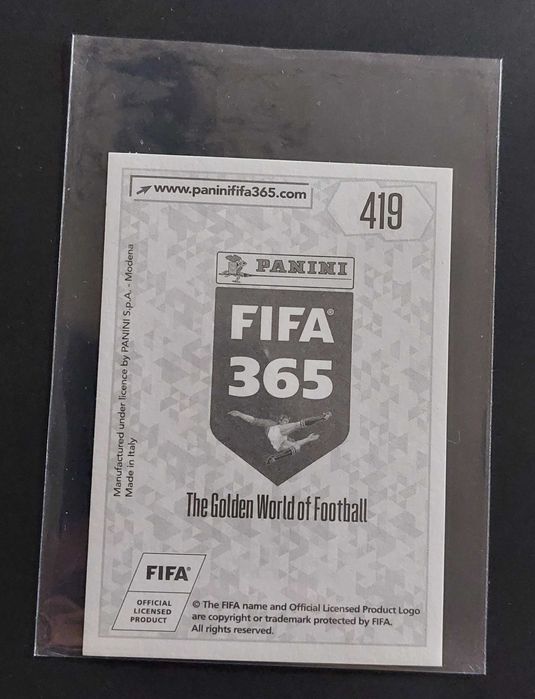 www.paninififa365.com
419
PANINI
FIFA®
365
The Golden World of Football
Manufactured under licence by PANINI S.p.A. - Modena
Made in Italy
FIFA®
OFFICIAL
LICENSED
PRODUCT
© The FIFA name and Official Licensed Product Logo
are copyright or trademark protected by FIFA.
All rights reserved.